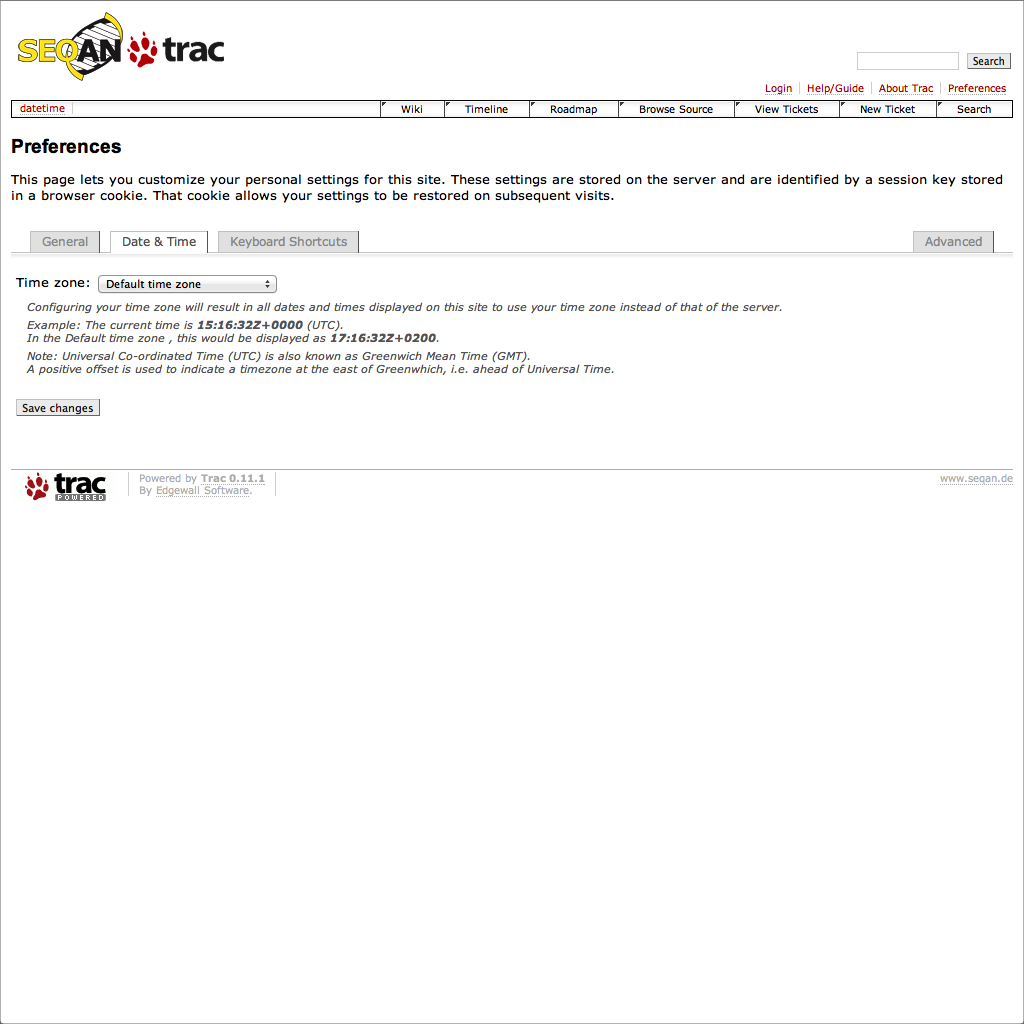 SEQAN trac
Search
Login Help/Guide About Trac Preferences
datetime Wiki Timeline Roadmap Browse Source View Tickets New Ticket Search
Preferences
This page lets you customize your personal settings for this site. These settings are stored on the server and are identified by a session key stored
in a browser cookie. That cookie allows your settings to be restored on subsequent visits.
General Date & Time Keyboard Shortcuts Advanced
Time zone: Default time zone
Configuring your time zone will result in all dates and times displayed on this site to use your time zone instead of that of the server.
Example: The current time is 15:16:32Z+0000 (UTC).
In the Default time zone , this would be displayed as 17:16:32Z+0200.
Note: Universal Co-ordinated Time (UTC) is also known as Greenwich Mean Time (GMT).
A positive offset is used to indicate a timezone at the east of Greenwhich, i.e. ahead of Universal Time.
Save changes
trac POWERED
Powered by Trac 0.11.1
By Edgewall Software.
www.seqan.de